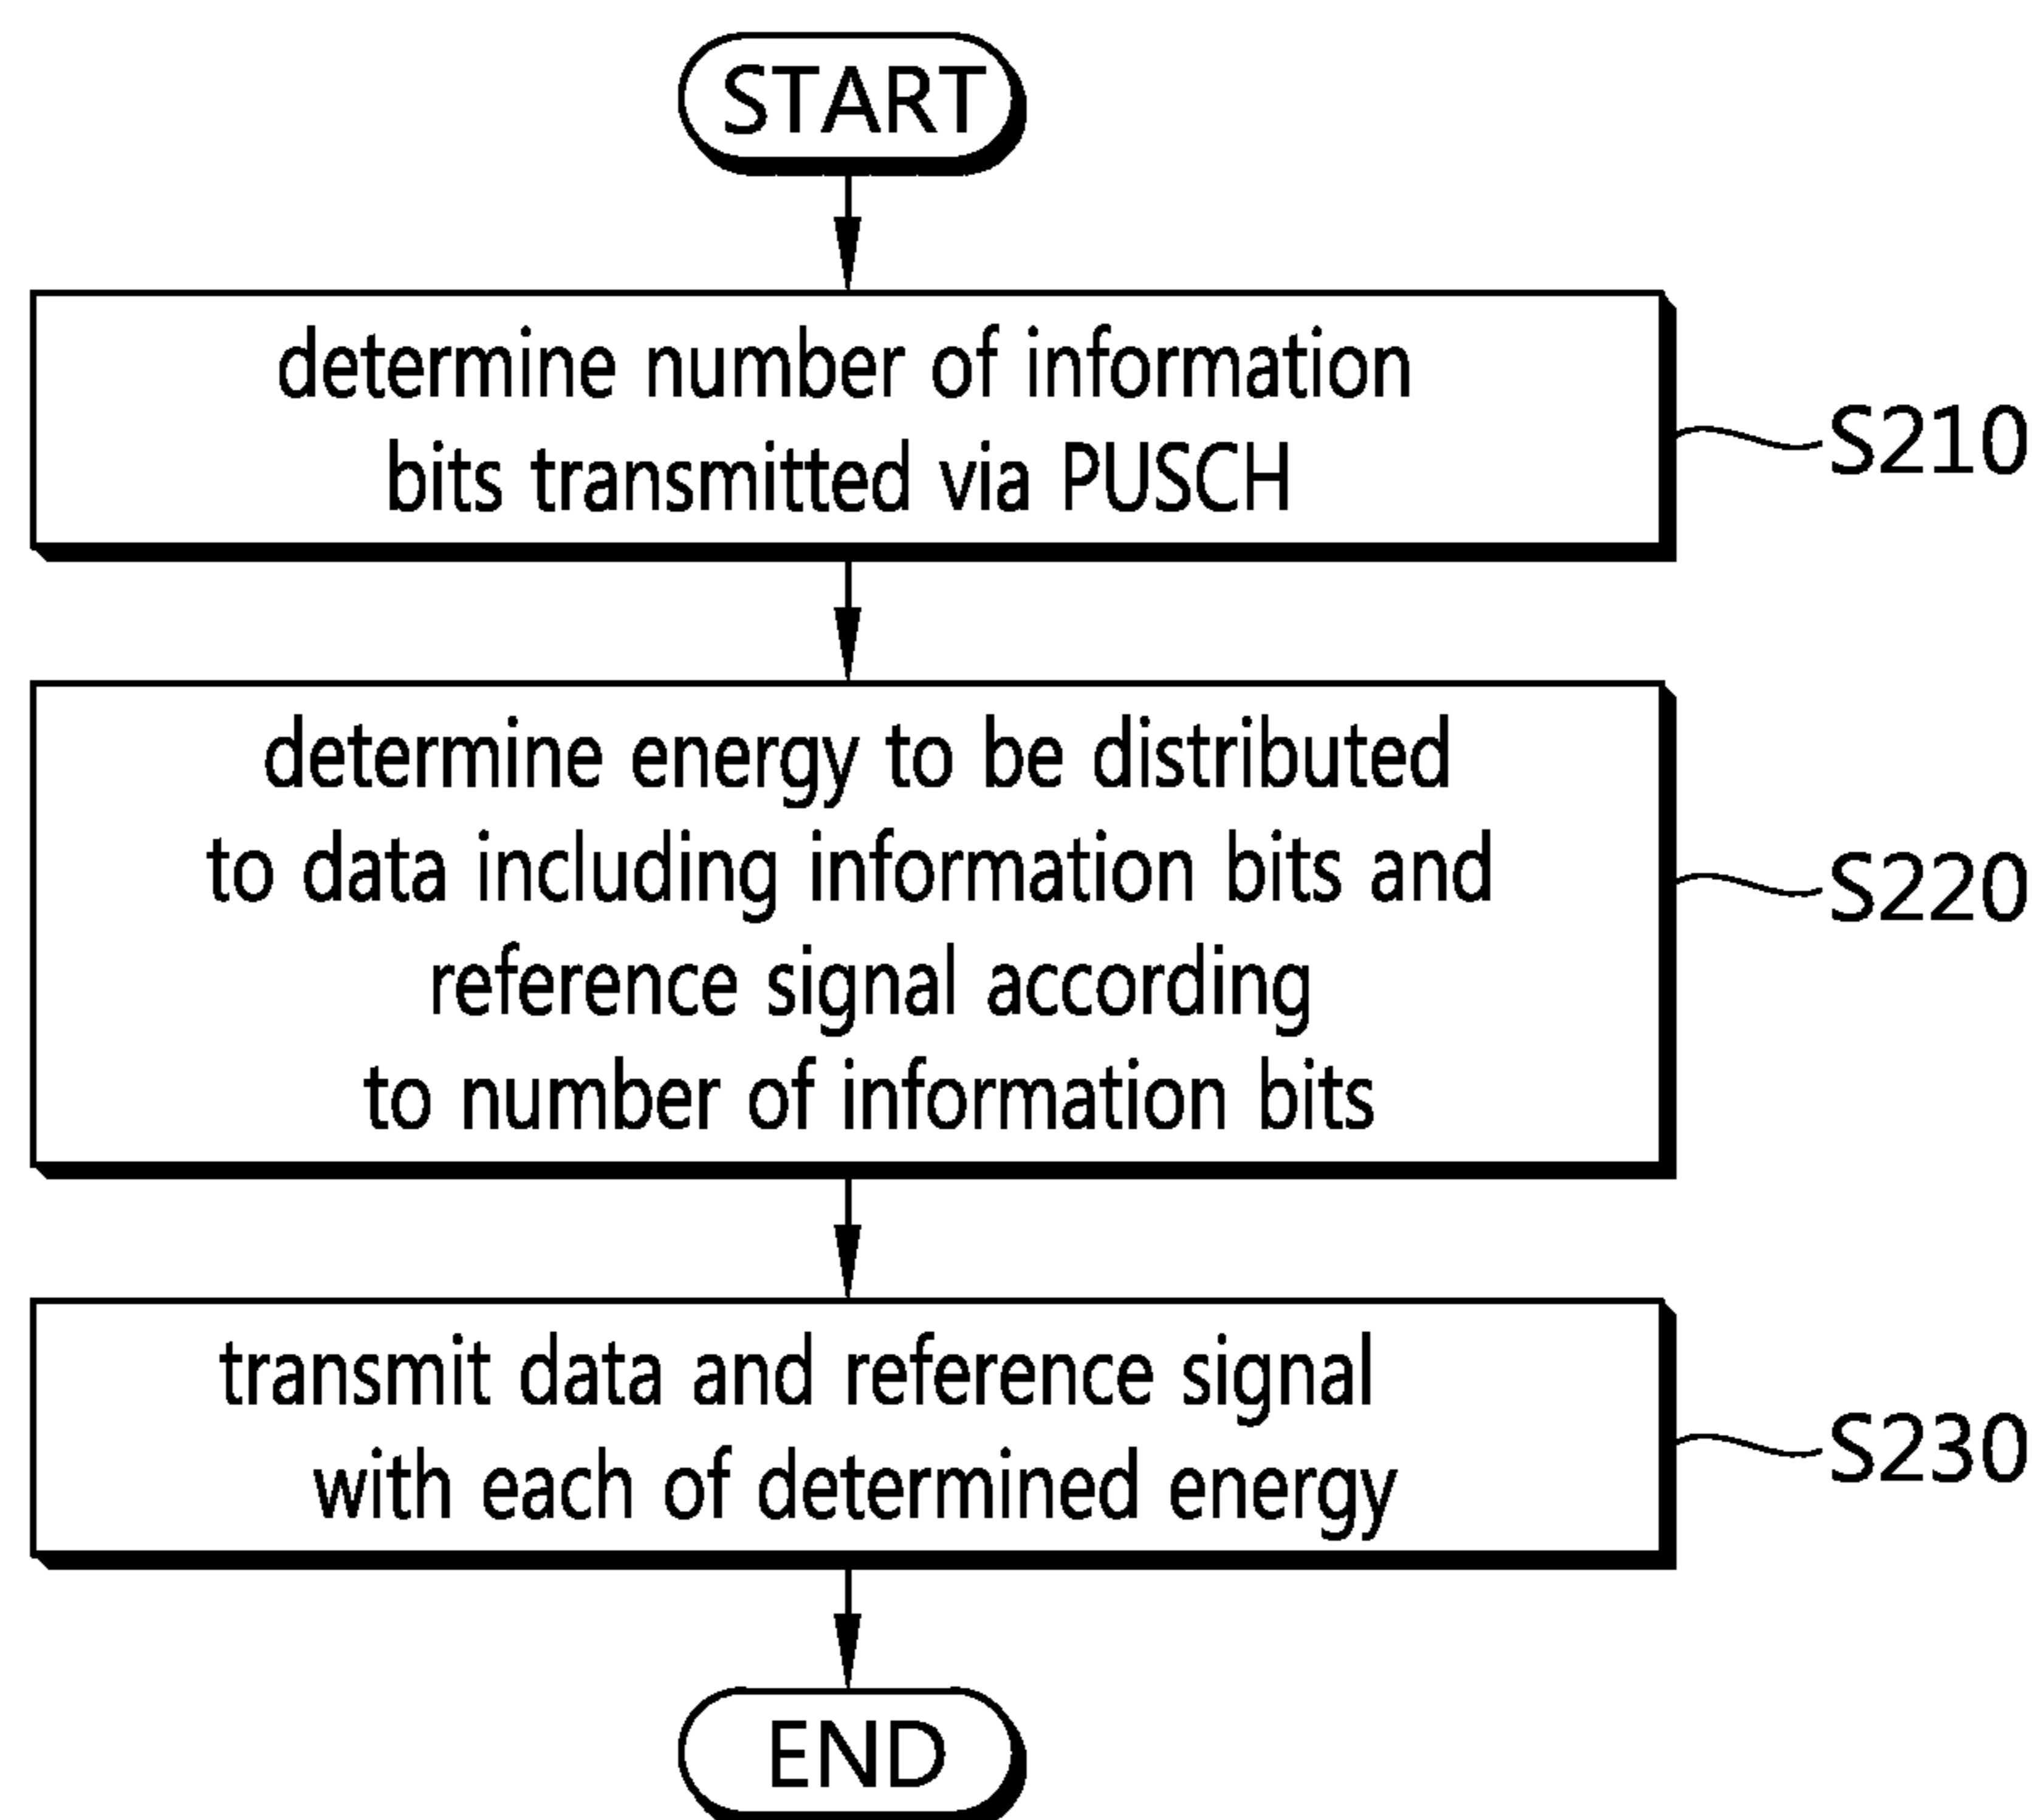 START
determine number of information
bits transmitted via PUSCH
S210
determine energy to be distributed
to data including information bits and
reference signal according
to number of information bits
S220
transmit data and reference signal
with each of determined energy
S230
END